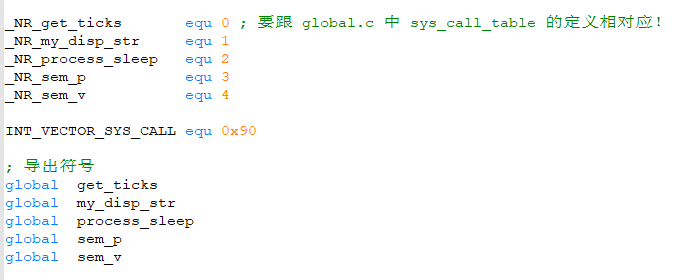 _NR_get_ticks equ 0 ; 要跟 global.c 中 sys_call_table 的定义相对应!
_NR_my_disp_str equ 1
_NR_process_sleep equ 2
_NR_sem_p equ 3
_NR_sem_v equ 4
INT_VECTOR_SYS_CALL equ 0x90
; 导出符号
global get_ticks
global my_disp_str
global process_sleep
global sem_p
global sem_v